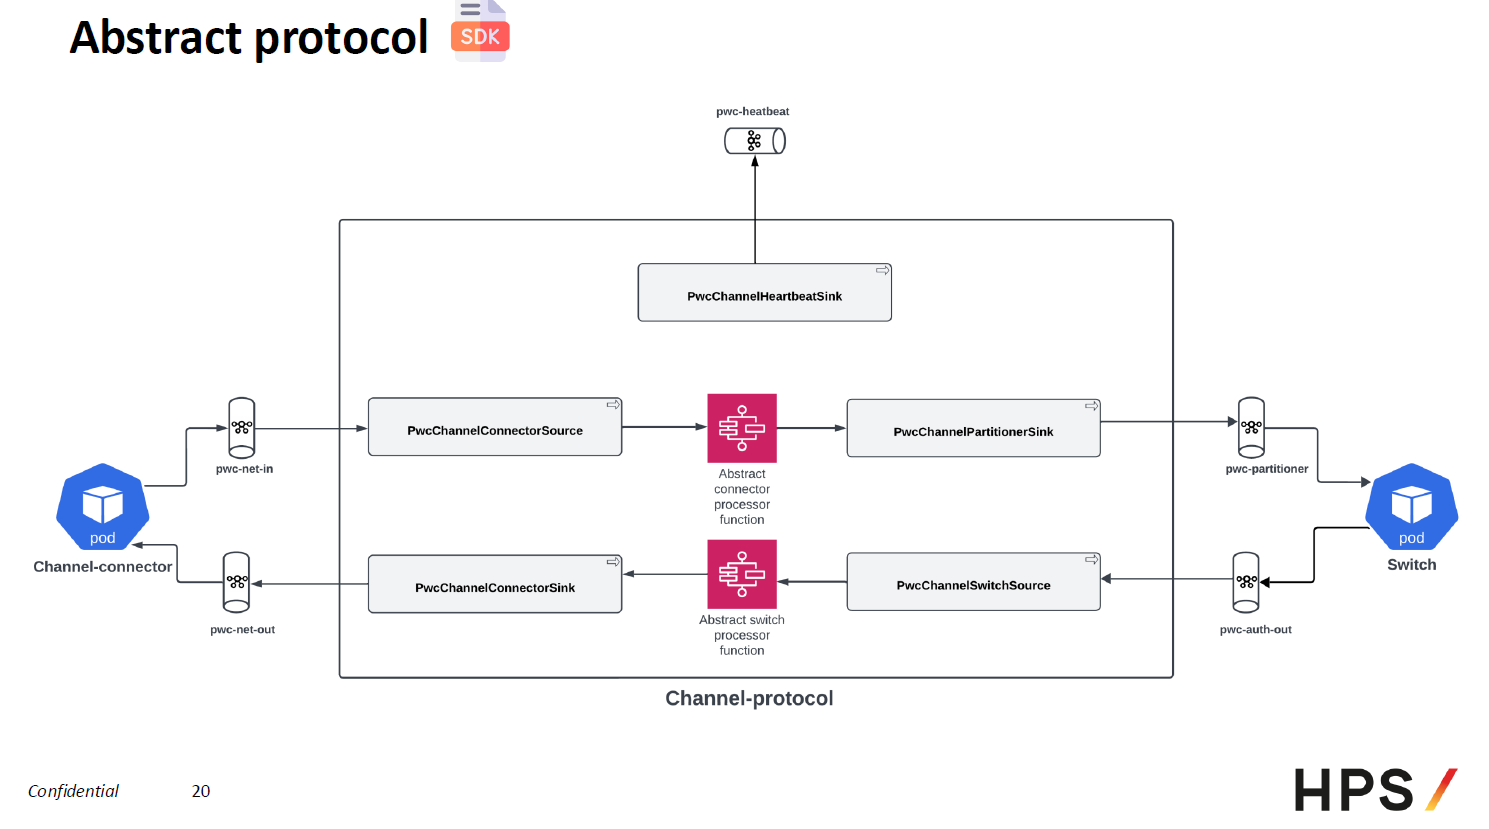 Abstract protocol
SDK
pwc-heatbeat
PwcChannelHeartbeatSink
PwcChannelConnectorSource
PwcChannelPartitionerSink
pwc-net-in
pwc-partitioner
Abstract
connector
processor
function
pod
Channel-connector
pod
Switch
PwcChannelConnectorSink
PwcChannelSwitchSource
pwc-net-out
pwc-auth-out
Abstract switch
processor
function
Channel-protocol
Confidential
20
HPS